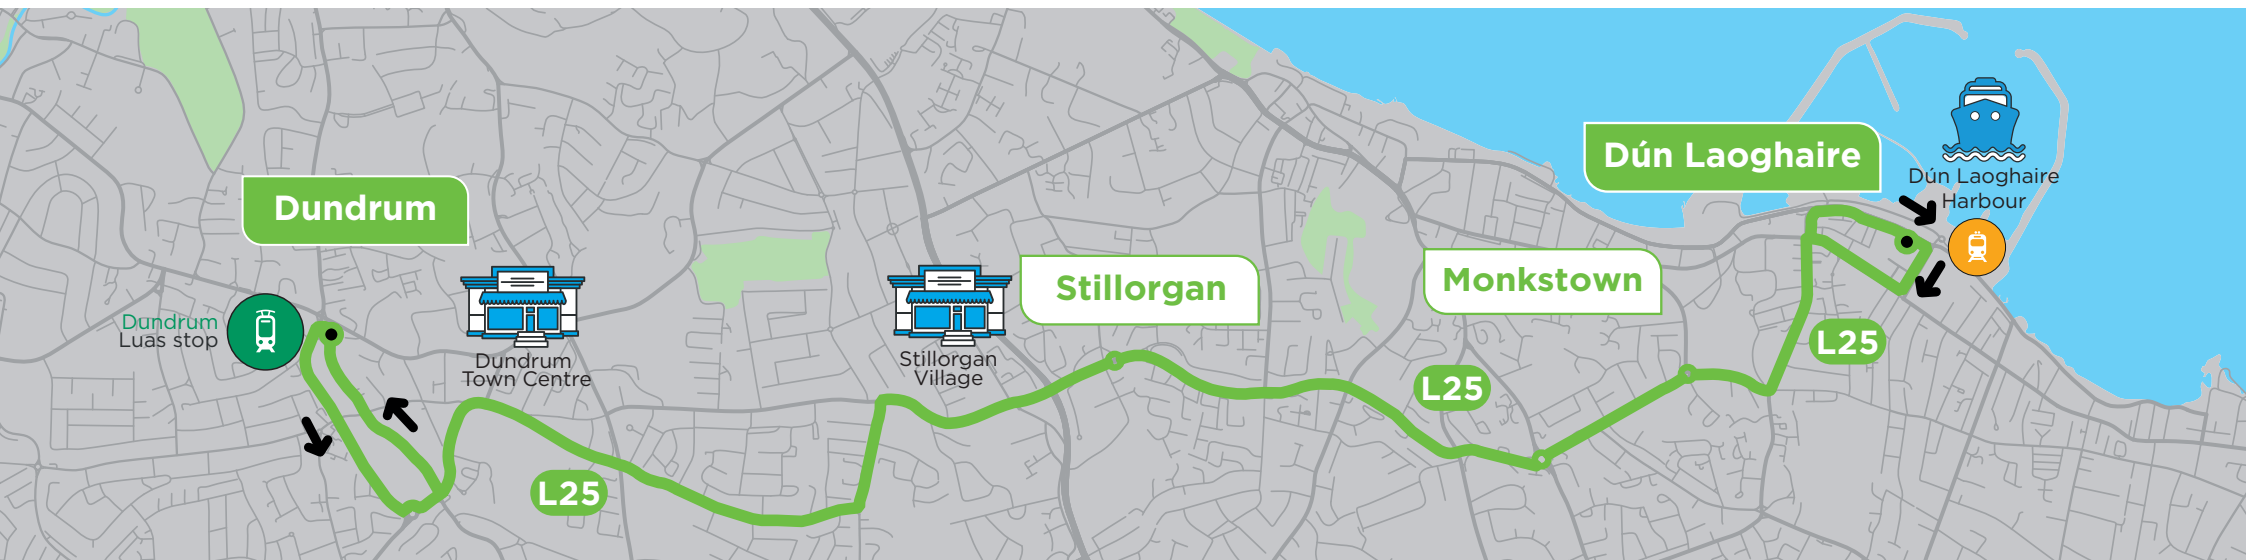 Dundrum
Dundrum
Luas stop
Dundrum
Town Centre
L25
Stillorgan
Village
Stillorgan
Monkstown
L25
Dún Laoghaire
Dún Laoghaire
Harbour
L25